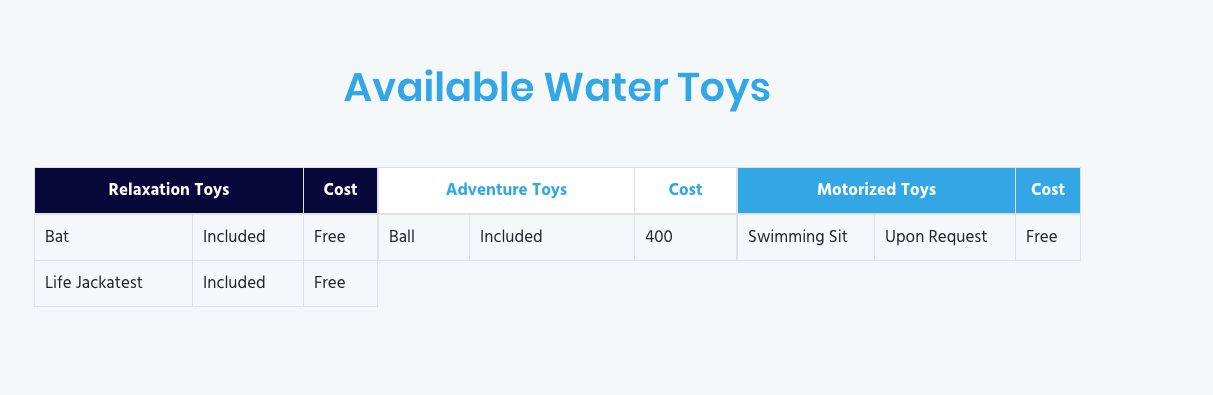 Available Water Toys
Relaxation Toys Cost Adventure Toys Cost Motorized Toys Cost
Bat Included Free Ball Included 400 Swimming Sit Upon Request Free
Life Jackatest Included Free